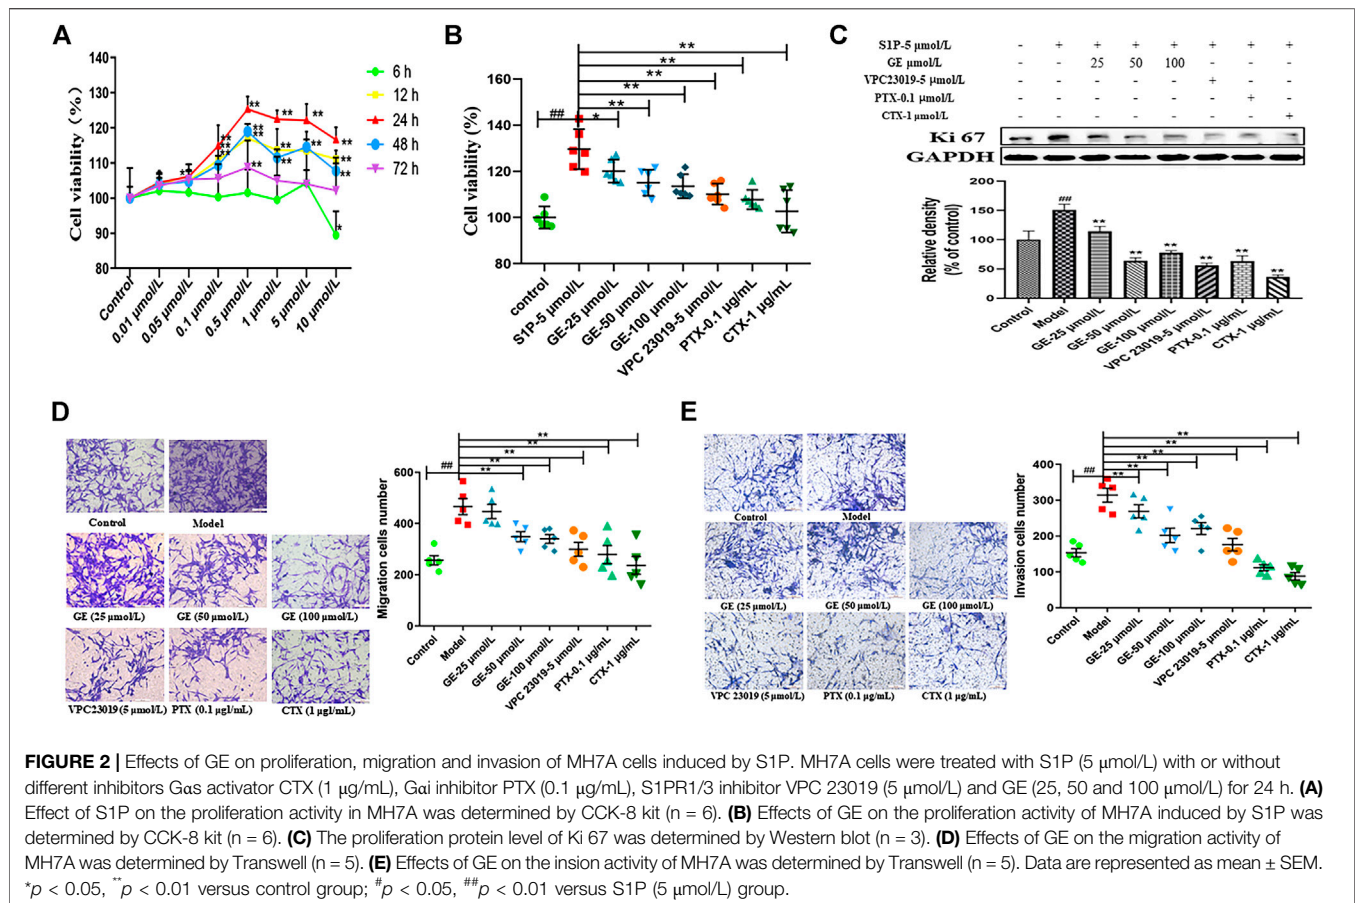 A
Cell viability (%)
140
130
120
110
100
90
80
Control
0.01 μmol/L
0.05 μmol/L
0.1 μmol/L
0.5 μmol/L
1 μmol/L
5 μmol/L
10 μmol/L
6 h
12 h
24 h
48 h
72 h
B
Cell viability (%)
160
140
120
100
80
##
*
**
**
**
**
**
control
S1P-5 μmol/L
GE-25 μmol/L
GE-50 μmol/L
GE-100 μmol/L
VPC 23019-5 μmol/L
PTX-0.1 μg/mL
CTX-1 μg/mL
C
S1P-5 μmol/L - + + + + + + +
GE μmol/L - - 25 50 100 - - -
VPC23019-5 μmol/L - - - - - + - -
PTX-0.1 μmol/L - - - - - - + -
CTX-1 μmol/L - - - - - - - +
Ki 67
GAPDH
Relative density
(% of control)
200
150
100
50
0
##
**
**
**
**
**
**
Control
Model
GE-25 μmol/L
GE-50 μmol/L
GE-100 μmol/L
VPC 23019-5 μmol/L
PTX-0.1 μg/mL
CTX-1 μg/mL
D
Control Model
GE (25 μmol/L) GE (50 μmol/L) GE (100 μmol/L)
VPC23019 (5 μmol/L) PTX (0.1 μgl/mL) CTX (1 μgl/mL)
Migration cells number
600
400
200
0
##
**
**
**
**
**
Control
Model
GE-25 μmol/L
GE-50 μmol/L
GE-100 μmol/L
VPC 23019-5 μmol/L
PTX-0.1 μg/mL
CTX-1 μg/mL
E
Control Model
GE (25 μmol/L) GE (50 μmol/L) GE (100 μmol/L)
VPC 23019 (5 μmol/L) PTX (0.1 μg/mL) CTX (1 μg/mL)
Invasion cells number
400
300
200
100
0
##
**
**
**
**
**
**
Control
Model
GE-25 μmol/L
GE-50 μmol/L
GE-100 μmol/L
VPC 23019-5 μmol/L
PTX-0.1 μg/mL
CTX-1 μg/mL
FIGURE 2 | Effects of GE on proliferation, migration and invasion of MH7A cells induced by S1P. MH7A cells were treated with S1P (5 μmol/L) with or without
different inhibitors Gαs activator CTX (1 μg/mL), Gαi inhibitor PTX (0.1 μg/mL), S1PR1/3 inhibitor VPC 23019 (5 μmol/L) and GE (25, 50 and 100 μmol/L) for 24 h. (A)
Effect of S1P on the proliferation activity in MH7A was determined by CCK-8 kit (n = 6). (B) Effects of GE on the proliferation activity of MH7A induced by S1P was
determined by CCK-8 kit (n = 6). (C) The proliferation protein level of Ki 67 was determined by Western blot (n = 3). (D) Effects of GE on the migration activity of
MH7A was determined by Transwell (n = 5). (E) Effects of GE on the insion activity of MH7A was determined by Transwell (n = 5). Data are represented as mean ± SEM.
*p < 0.05, **p < 0.01 versus control group; #p < 0.05, ##p < 0.01 versus S1P (5 μmol/L) group.